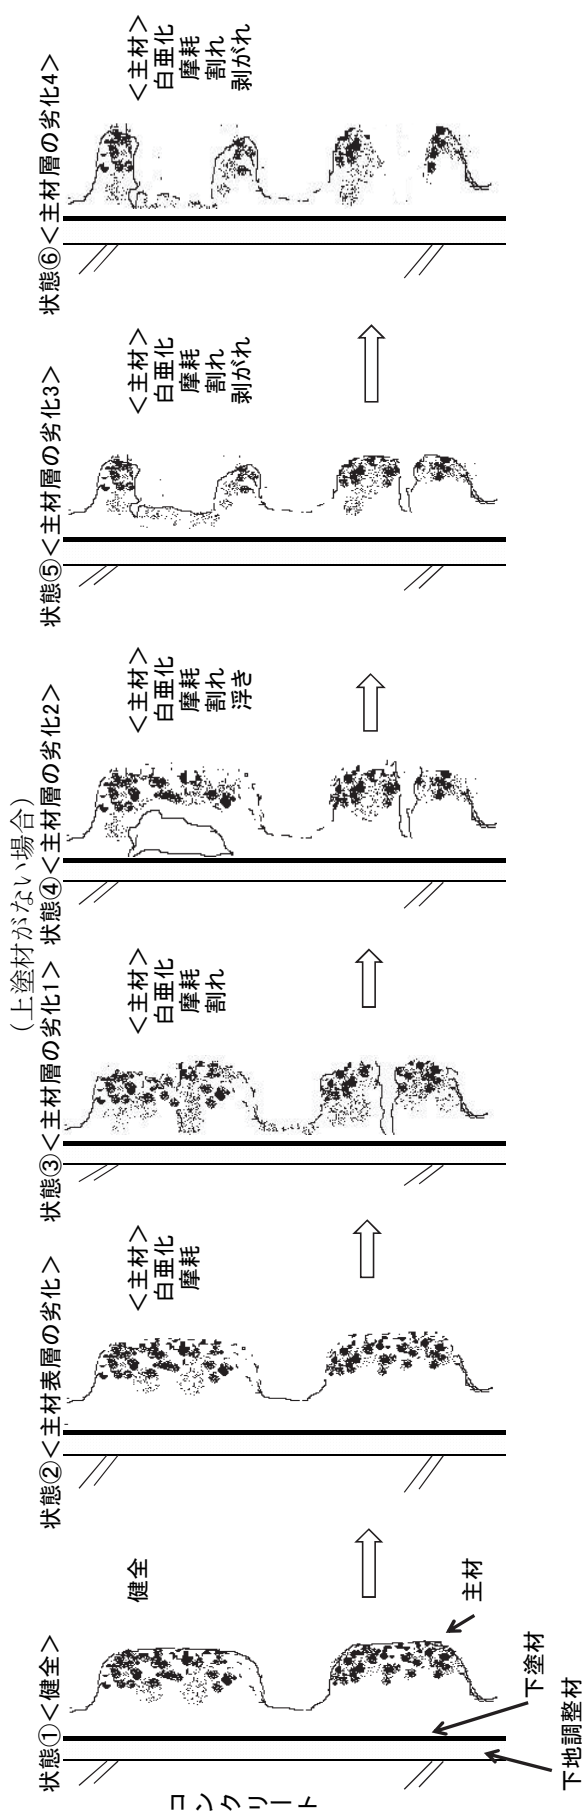 (上塗材がない場合)
状態①<健全>
健全
コンクリート
主材
下塗材
下地調整材
状態②<主材表層の劣化>
<主材>
白亜化
摩耗
状態③<主材層の劣化1>
<主材>
白亜化
摩耗
割れ
状態④<主材層の劣化2>
<主材>
白亜化
摩耗
割れ
浮き
状態⑤<主材層の劣化3>
<主材>
白亜化
摩耗
割れ
剥がれ
状態⑥<主材層の劣化4>
<主材>
白亜化
摩耗
割れ
剥がれ